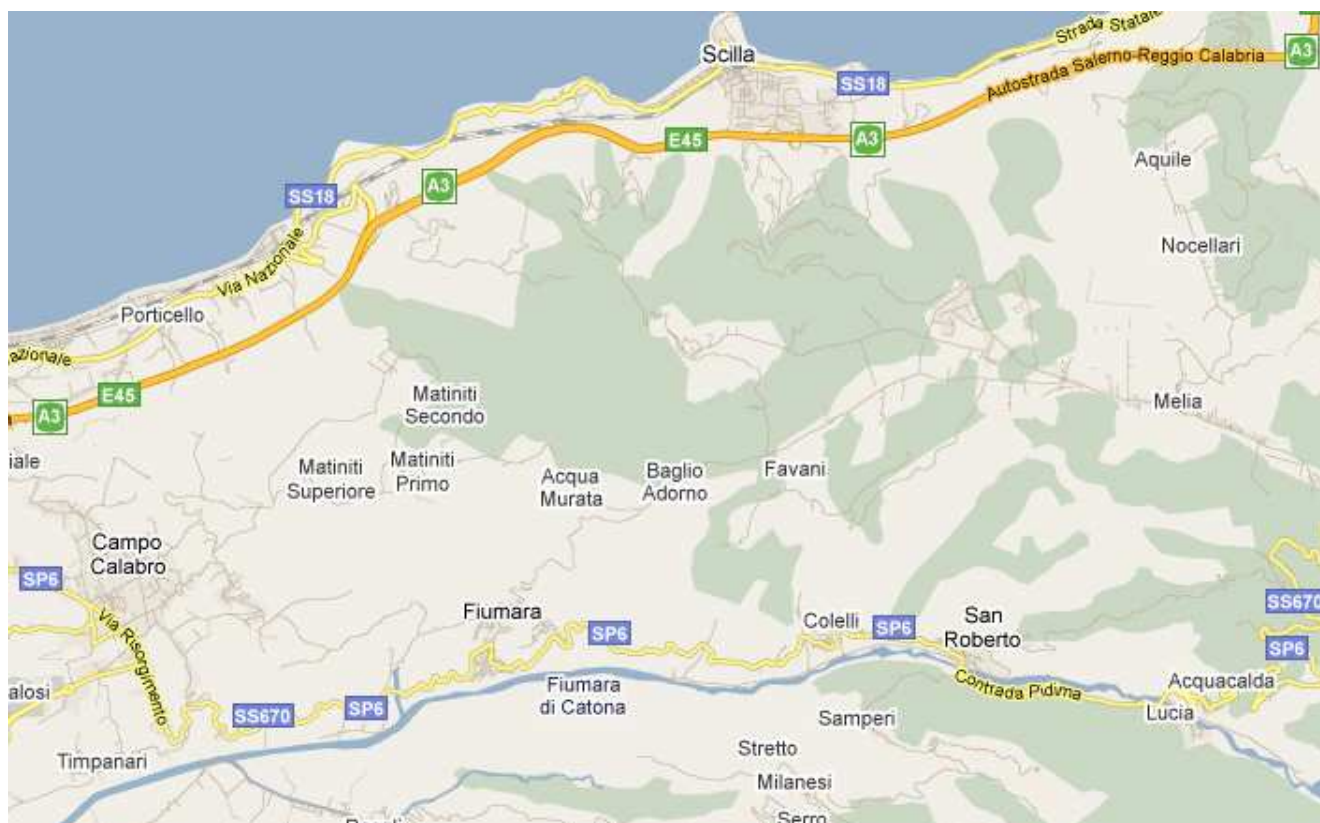 Scilla
Strada Statale
Autostrada Salerno-Reggio Calabria
A3
SS18
E45
A3
A3
SS18
Aquile
Nocellari
Via Nazionale
Porticello
azionale
E45
A3
Matiniti
Secondo
Melia
iale
Matiniti
Superiore
Matiniti
Primo
Acqua
Murata
Baglio
Adorno
Favani
Campo
Calabro
SP6
Via Risorgimento
Fiumara
SP6
Colelli
SP6
San
Roberto
SS670
SP6
alosi
SS670
SP6
Fiumara
di Catona
Contrada Pidima
Acquacalda
Lucia
Samperi
Timpanari
Stretto
Milanesi
Serro